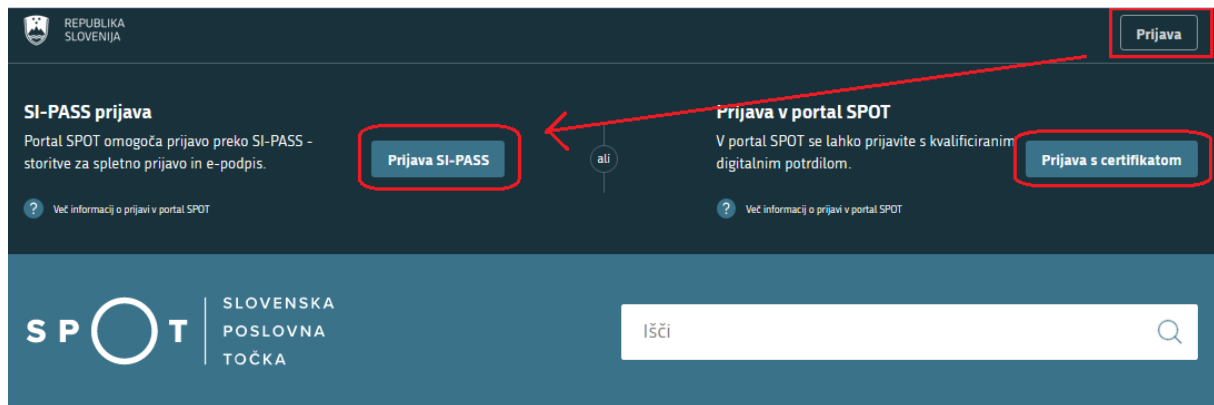 REPUBLIKA
SLOVENIJA
Prijava
SI-PASS prijava
Portal SPOT omogoča prijavo preko SI-PASS -
storitve za spletno prijavo in e-podpis.
Prijava SI-PASS
? Več informacij o prijavi v portal SPOT
ali
Prijava v portal SPOT
V portal SPOT se lahko prijavite s kvalificiranim
digitalnim potrdilom.
Prijava s certifikatom
? Več informacij o prijavi v portal SPOT
SPOT
SLOVENSKA
POSLOVNA
TOČKA
Išči